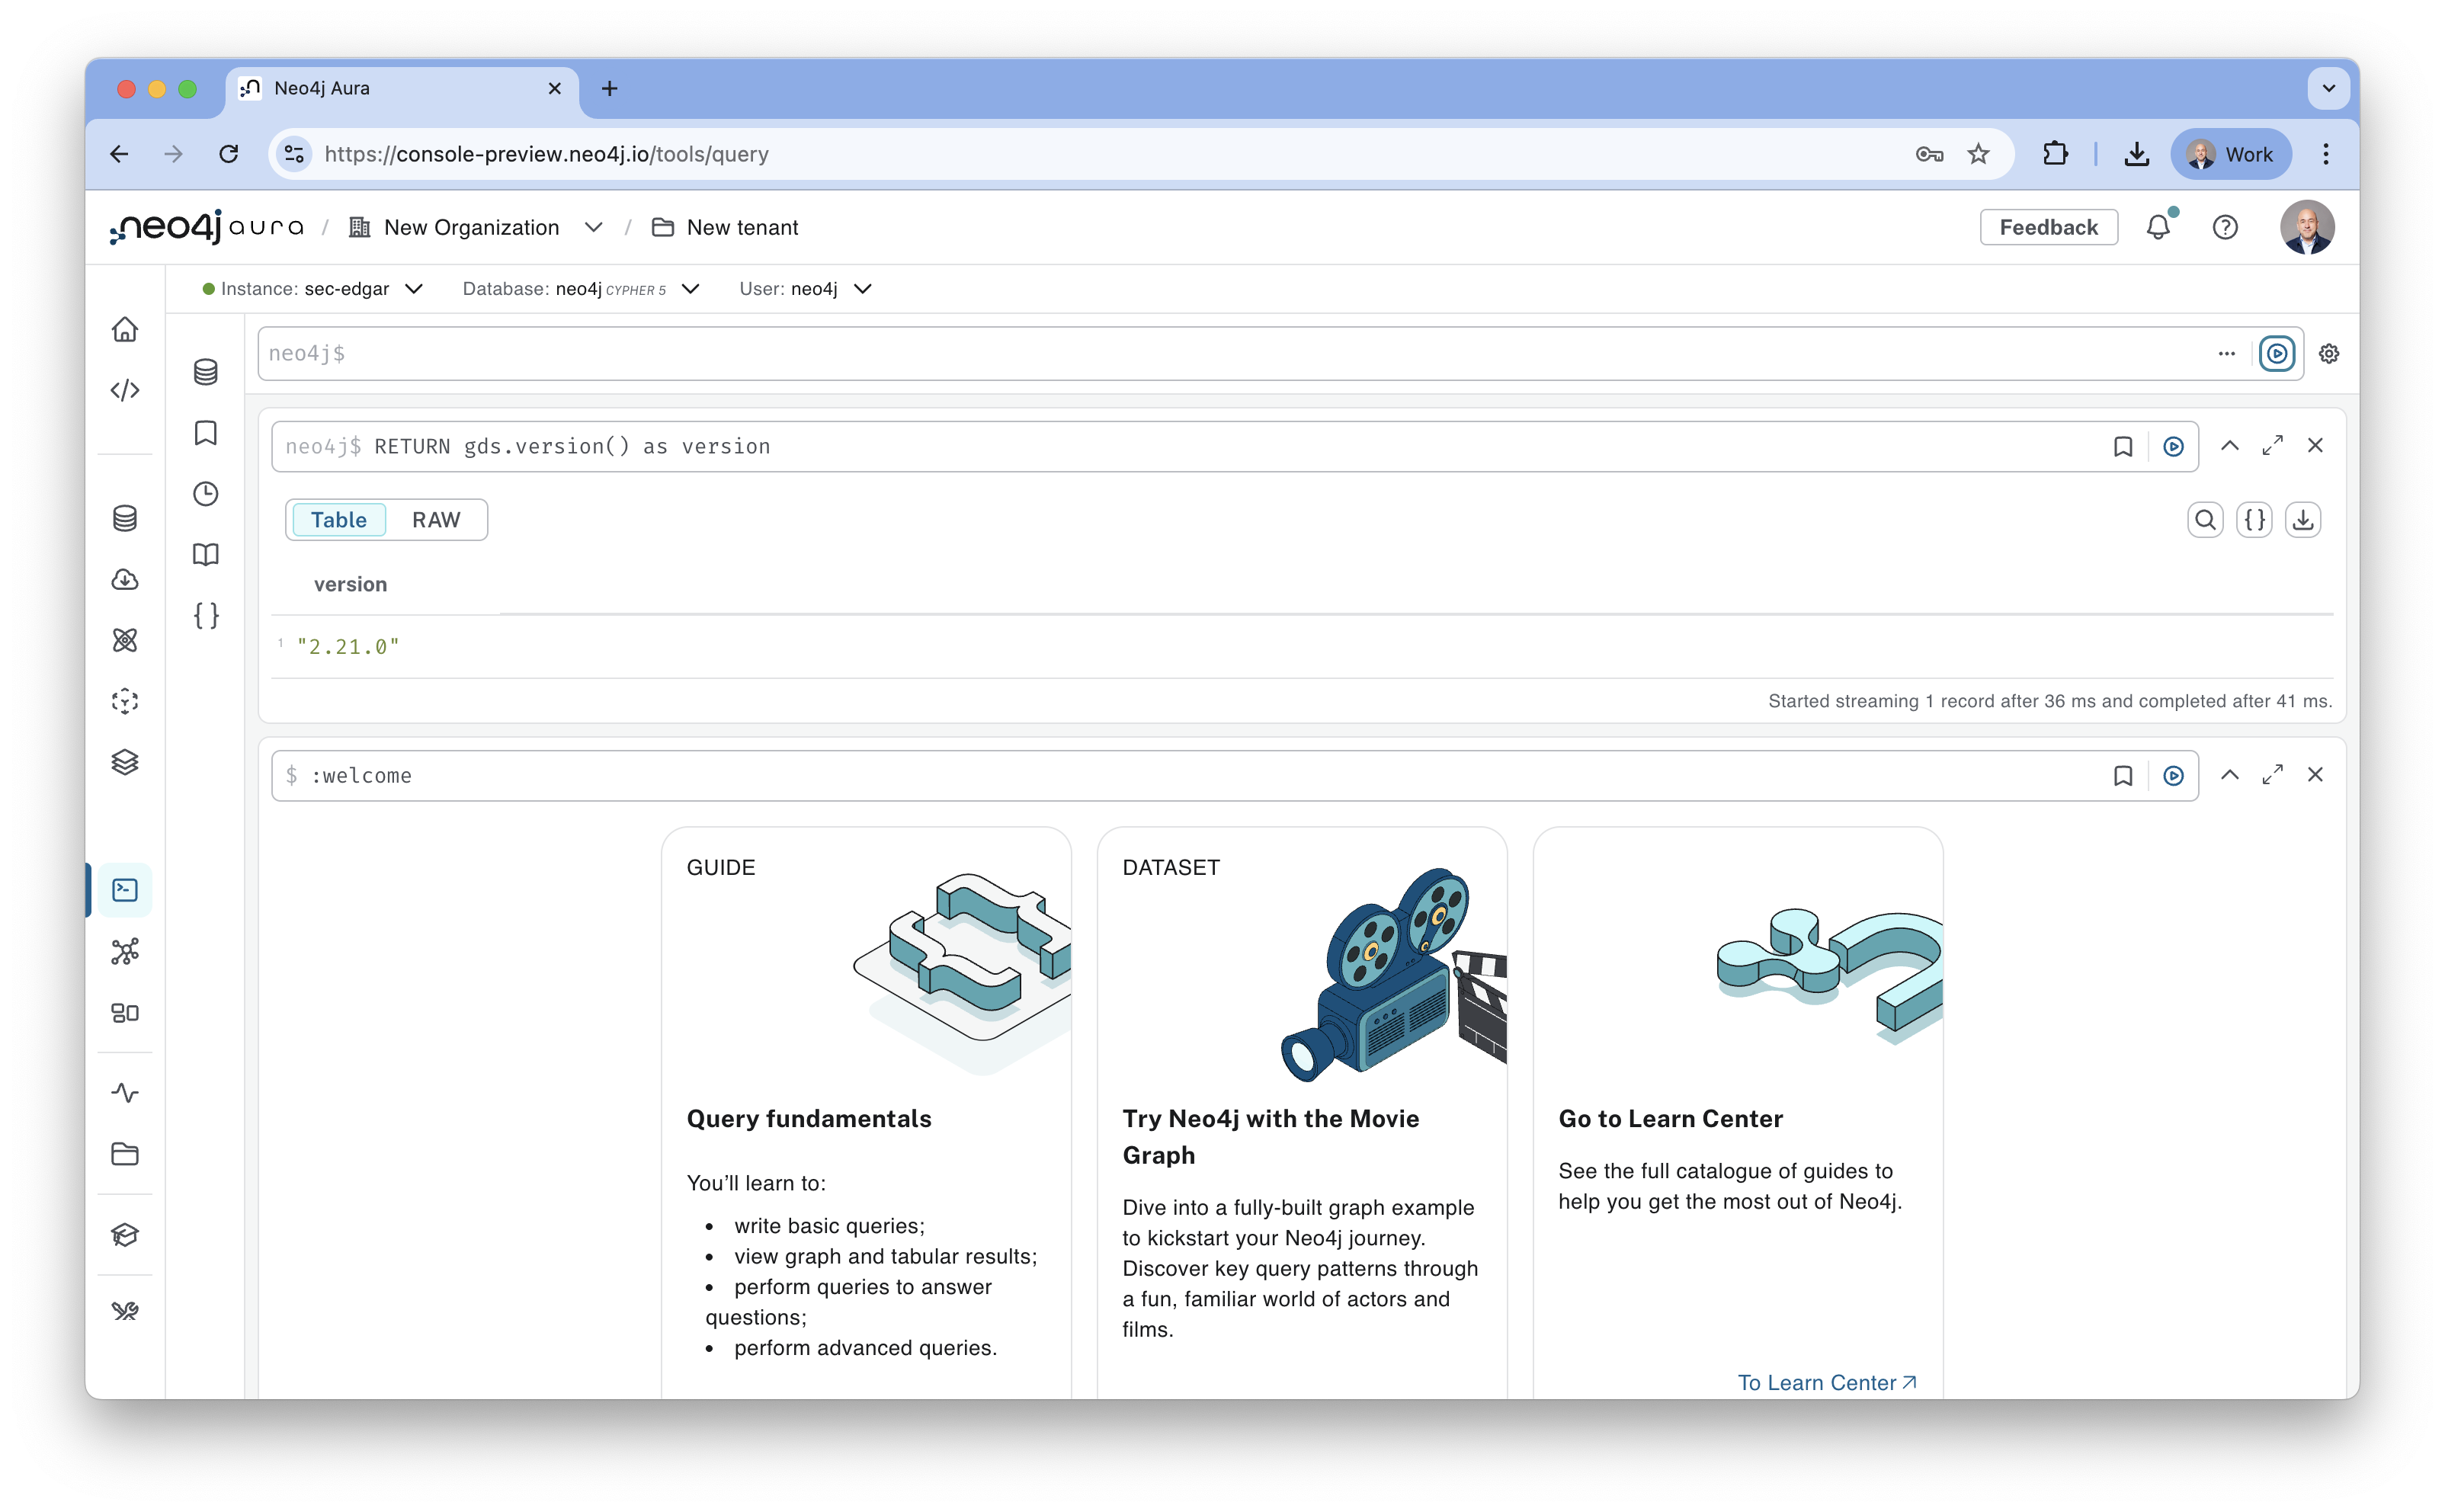 Neo4j Aura
https://console-preview.neo4j.io/tools/query
Work
neo4j aura / New Organization / New tenant
Feedback
Instance: sec-edgar Database: neo4j CYPHER 5 User: neo4j
neo4j$
neo4j$ RETURN gds.version() as version
Table RAW
version
1 "2.21.0"
Started streaming 1 record after 36 ms and completed after 41 ms.
$ :welcome
GUIDE
Query fundamentals
You’ll learn to:
• write basic queries;
• view graph and tabular results;
• perform queries to answer
questions;
• perform advanced queries.
DATASET
Try Neo4j with the Movie
Graph
Dive into a fully-built graph example
to kickstart your Neo4j journey.
Discover key query patterns through
a fun, familiar world of actors and
films.
Go to Learn Center
See the full catalogue of guides to
help you get the most out of Neo4j.
To Learn Center